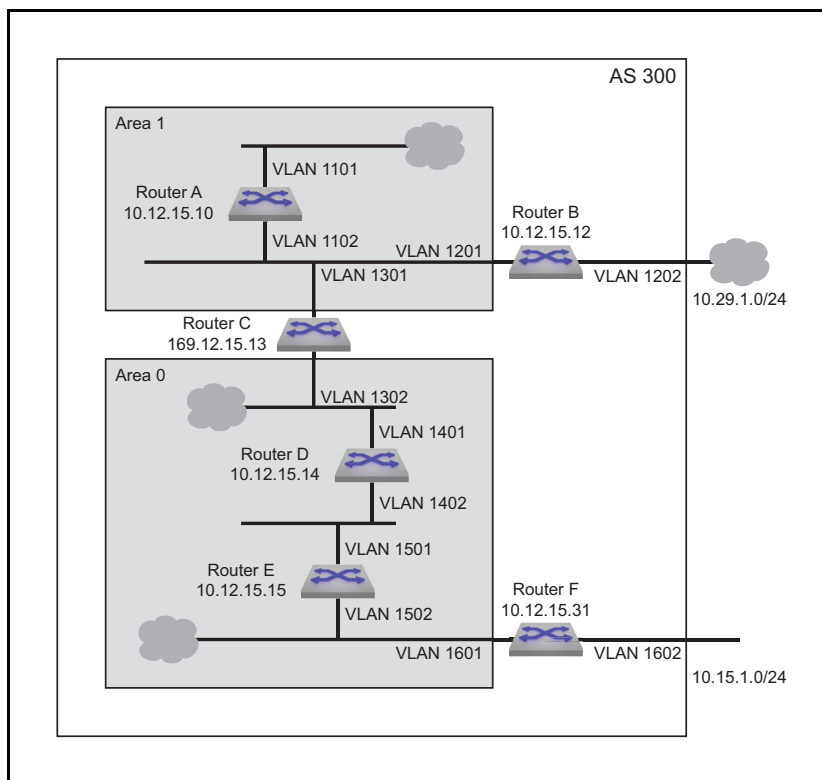 AS 300
Area 1
VLAN 1101
Router A
10.12.15.10
VLAN 1102
VLAN 1201
Router B
10.12.15.12
VLAN 1202
10.29.1.0/24
VLAN 1301
Router C
169.12.15.13
Area 0
VLAN 1302
VLAN 1401
Router D
10.12.15.14
VLAN 1402
VLAN 1501
Router E
10.12.15.15
VLAN 1502
VLAN 1601
Router F
10.12.15.31
VLAN 1602
10.15.1.0/24